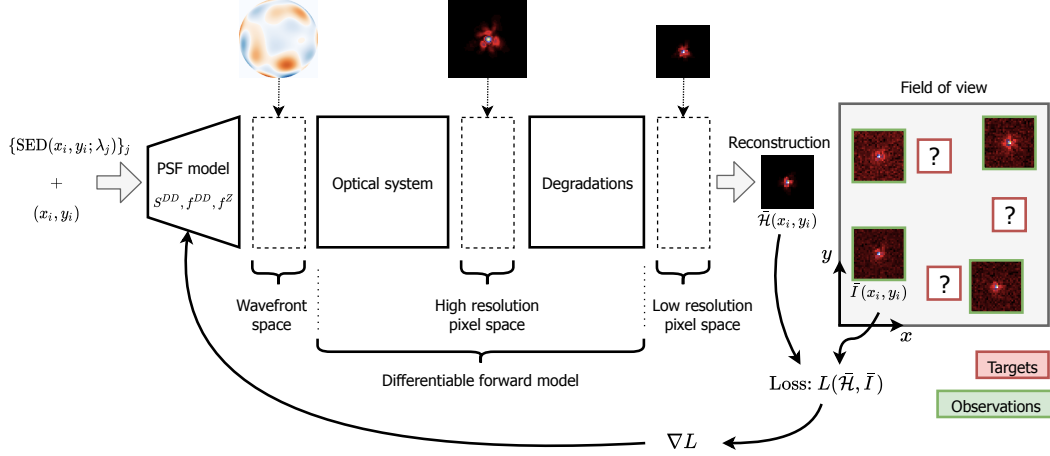 Field of view
{SED(x_i, y_i; λ_j)}_j
+
(x_i, y_i)
PSF model
S^{DD}, f^{DD}, f^Z
Optical system
Degradations
Reconstruction
H̄(x_i, y_i)
?
?
?
y
Ī(x_i, y_i)
x
Wavefront
space
High resolution
pixel space
Low resolution
pixel space
Differentiable forward model
Loss: L(H̄, Ī)
Targets
Observations
∇L